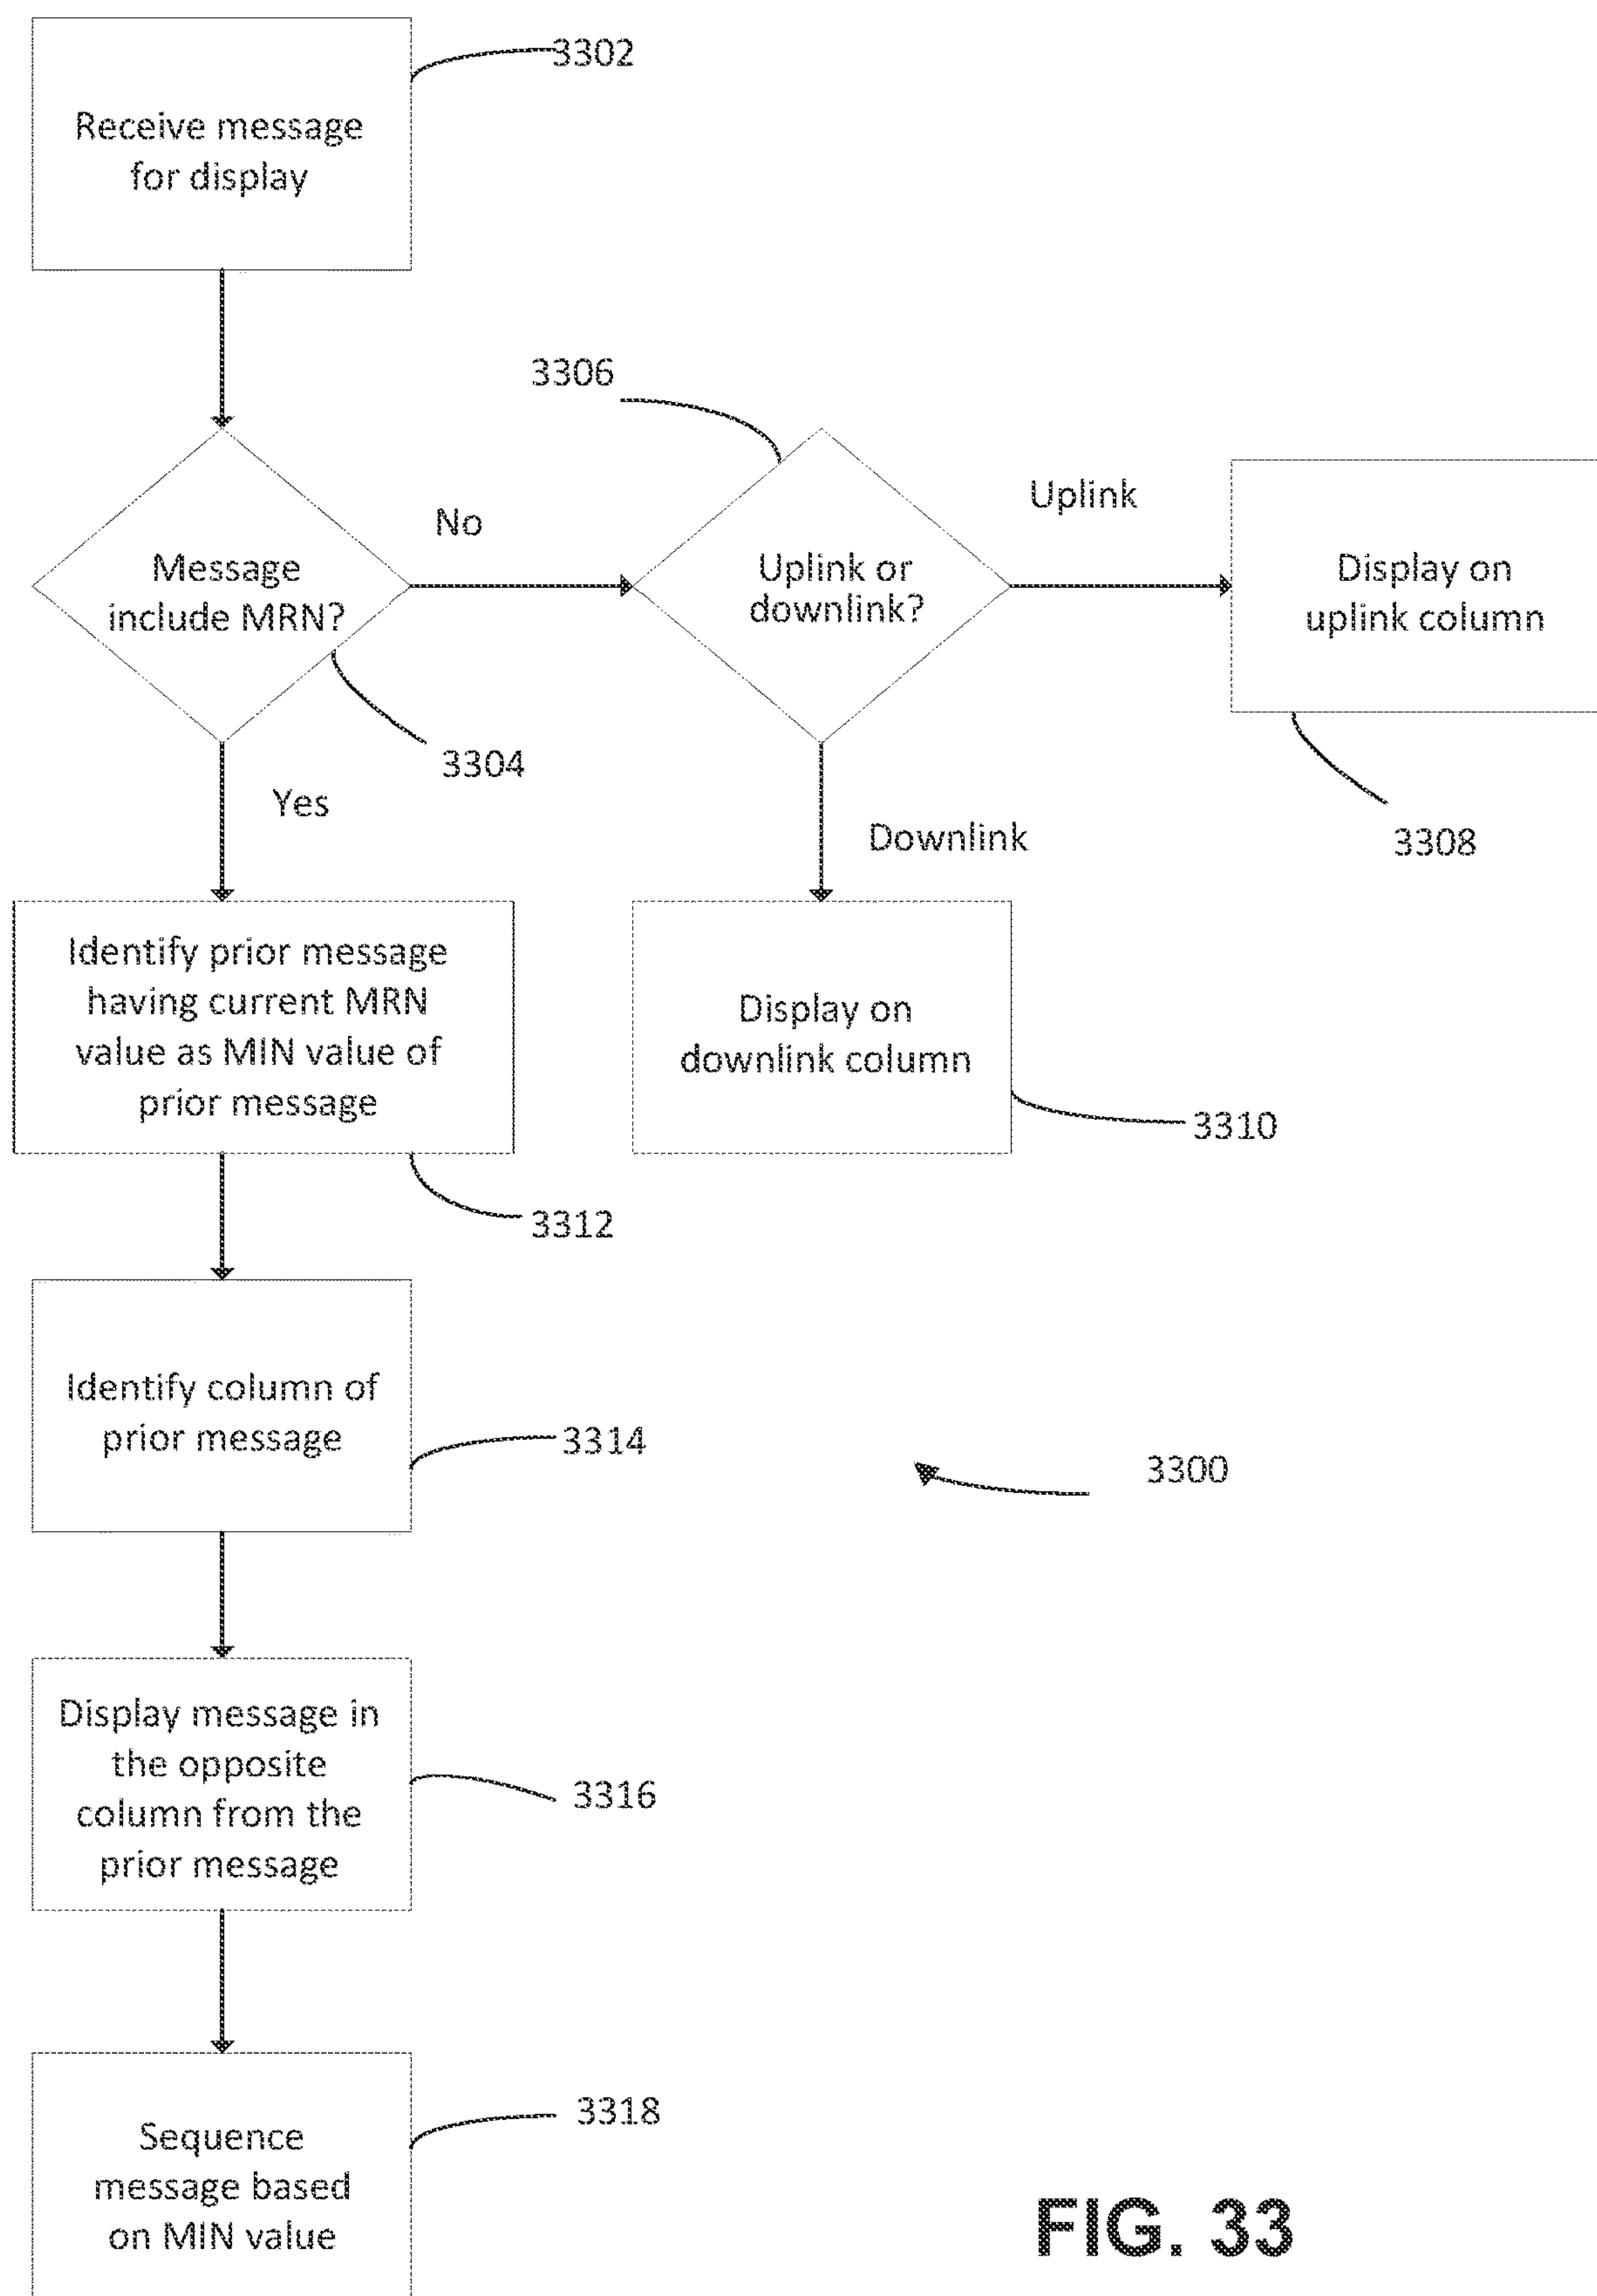 3302
Receive message
for display
3306
Uplink
No
Message
include MRN?
Uplink or
downlink?
Display on
uplink column
3304
Yes
Downlink
3308
Identify prior message
having current MRN
value as MIN value of
prior message
Display on
downlink column
3310
3312
Identify column of
prior message
3314
3300
Display message in
the opposite
column from the
prior message
3316
3318
Sequence
message based
on MIN value
FIG. 33